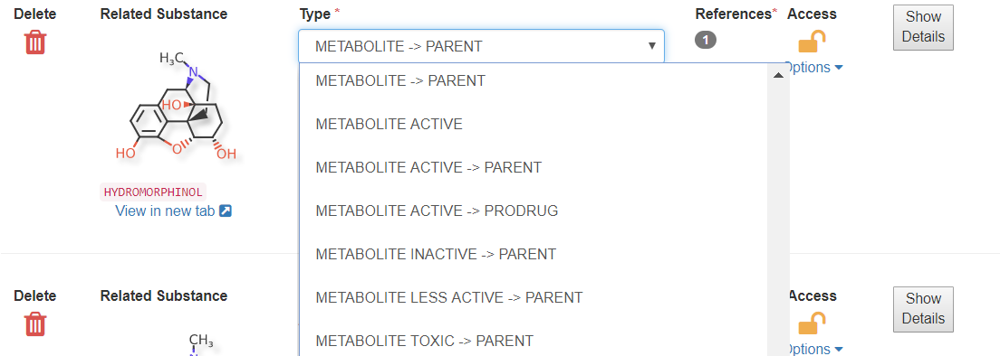 Delete
Related Substance
Type *
References*
Access
Show
Details
METABOLITE -> PARENT
1
Options
H₃C
N
HO
O
HO
OH
HYDROMORPHINOL
View in new tab
METABOLITE -> PARENT
METABOLITE ACTIVE
METABOLITE ACTIVE -> PARENT
METABOLITE ACTIVE -> PRODRUG
METABOLITE INACTIVE -> PARENT
METABOLITE LESS ACTIVE -> PARENT
METABOLITE TOXIC -> PARENT
Delete
Related Substance
Access
Show
Details
Options
CH₃